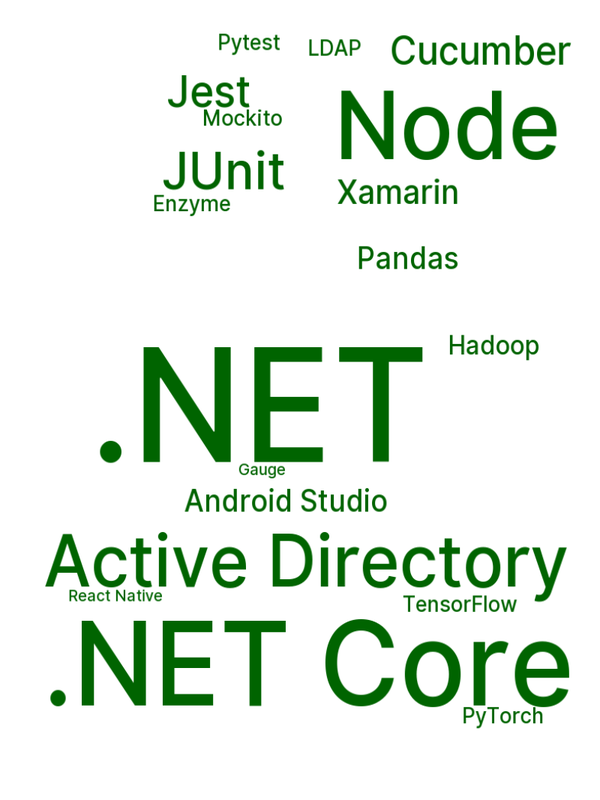 Pytest
LDAP
Cucumber
Jest
Mockito
Node
JUnit
Xamarin
Enzyme
Pandas
Hadoop
.NET
Gauge
Android Studio
Active Directory
React Native
TensorFlow
.NET Core
PyTorch